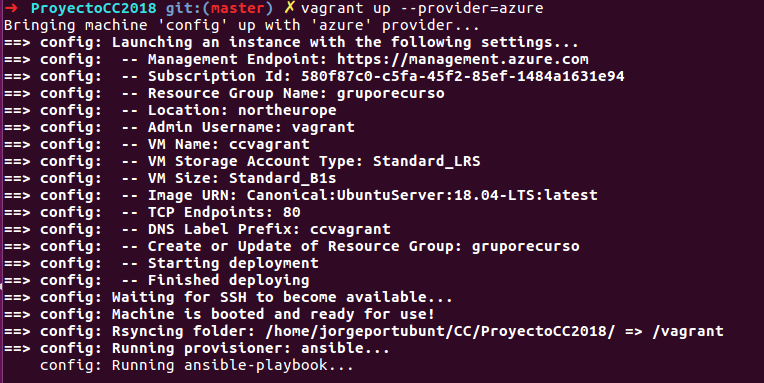 ➜ ProyectoCC2018 git:(master) ✗ vagrant up --provider=azure
Bringing machine 'config' up with 'azure' provider...
==> config: Launching an instance with the following settings...
==> config:  -- Management Endpoint: https://management.azure.com
==> config:  -- Subscription Id: 580f87c0-c5fa-45f2-85ef-1484a1631e94
==> config:  -- Resource Group Name: gruporecurso
==> config:  -- Location: northeurope
==> config:  -- Admin Username: vagrant
==> config:  -- VM Name: ccvagrant
==> config:  -- VM Storage Account Type: Standard_LRS
==> config:  -- VM Size: Standard_B1s
==> config:  -- Image URN: Canonical:UbuntuServer:18.04-LTS:latest
==> config:  -- TCP Endpoints: 80
==> config:  -- DNS Label Prefix: ccvagrant
==> config:  -- Create or Update of Resource Group: gruporecurso
==> config:  -- Starting deployment
==> config:  -- Finished deploying
==> config: Waiting for SSH to become available...
==> config: Machine is booted and ready for use!
==> config: Rsyncing folder: /home/jorgeportubunt/CC/ProyectoCC2018/ => /vagrant
==> config: Running provisioner: ansible...
    config: Running ansible-playbook...